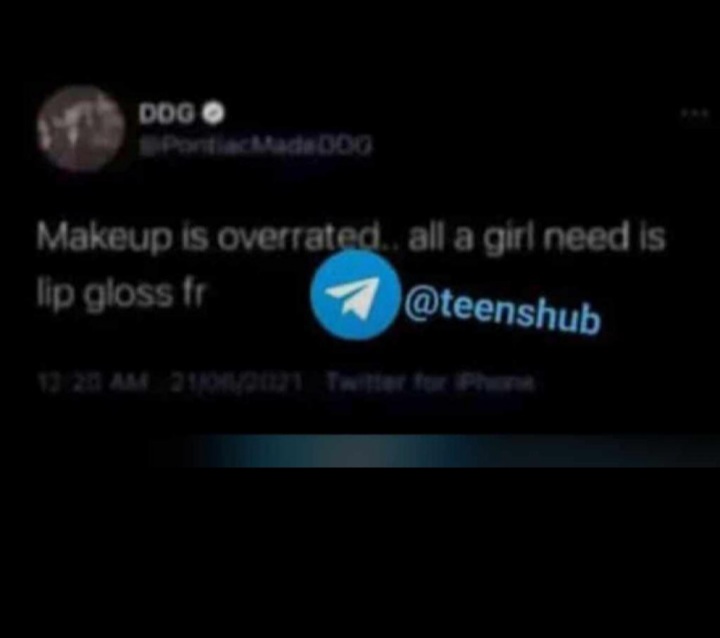 DDG
@PontiacMadeDDG
Makeup is overrated.. all a girl need is
lip gloss fr
@teenshub
12:20 AM 21/06/2021 Twitter for iPhone